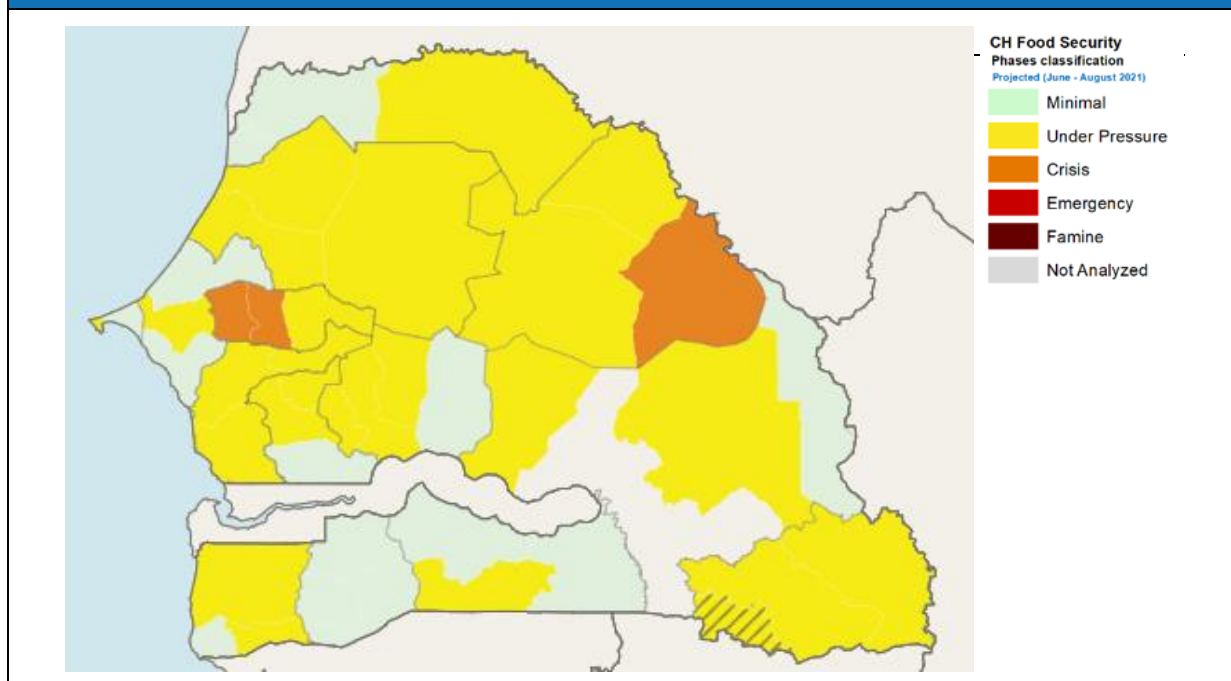 CH Food Security
Phases classification
Projected (June - August 2021)
Minimal
Under Pressure
Crisis
Emergency
Famine
Not Analyzed